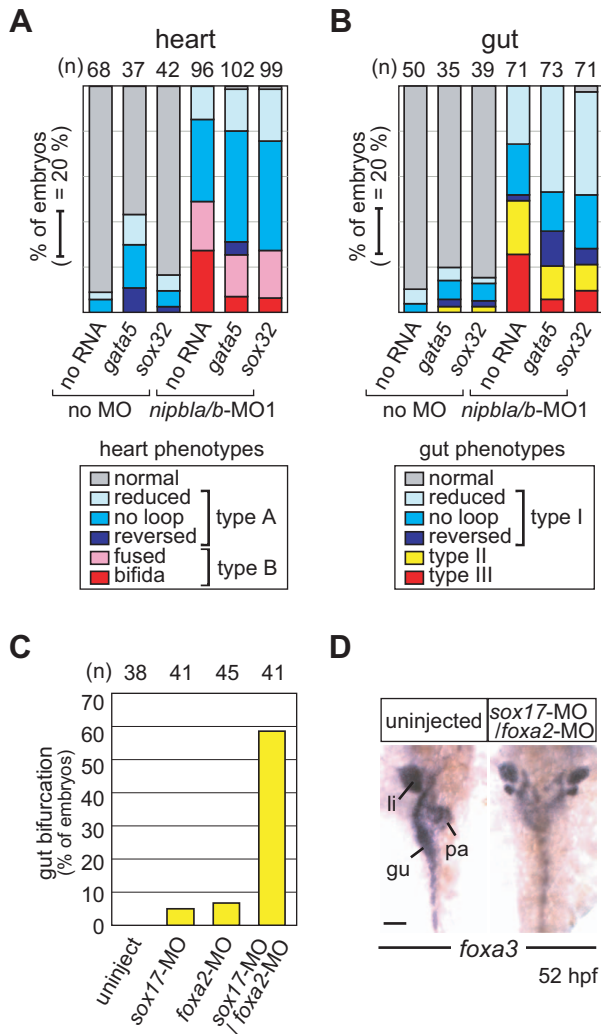 A
heart
(n) 68 37 42 96 102 99
% of embryos
( = 20 %)
no RNA
gata5
sox32
no RNA
gata5
sox32
no MO
nipbla/b-MO1
heart phenotypes
normal
reduced
no loop
reversed
type A
fused
bifida
type B
B
gut
(n) 50 35 39 71 73 71
% of embryos
( = 20 %)
no RNA
gata5
sox32
no RNA
gata5
sox32
no MO
nipbla/b-MO1
gut phenotypes
normal
reduced
no loop
reversed
type I
type II
type III
C
(n) 38 41 45 41
gut bifurcation
(% of embryos)
70
60
50
40
30
20
10
0
uninject
sox17-MO
foxa2-MO
sox17-MO
/ foxa2-MO
D
uninjected
sox17-MO
/foxa2-MO
li
pa
gu
foxa3
52 hpf